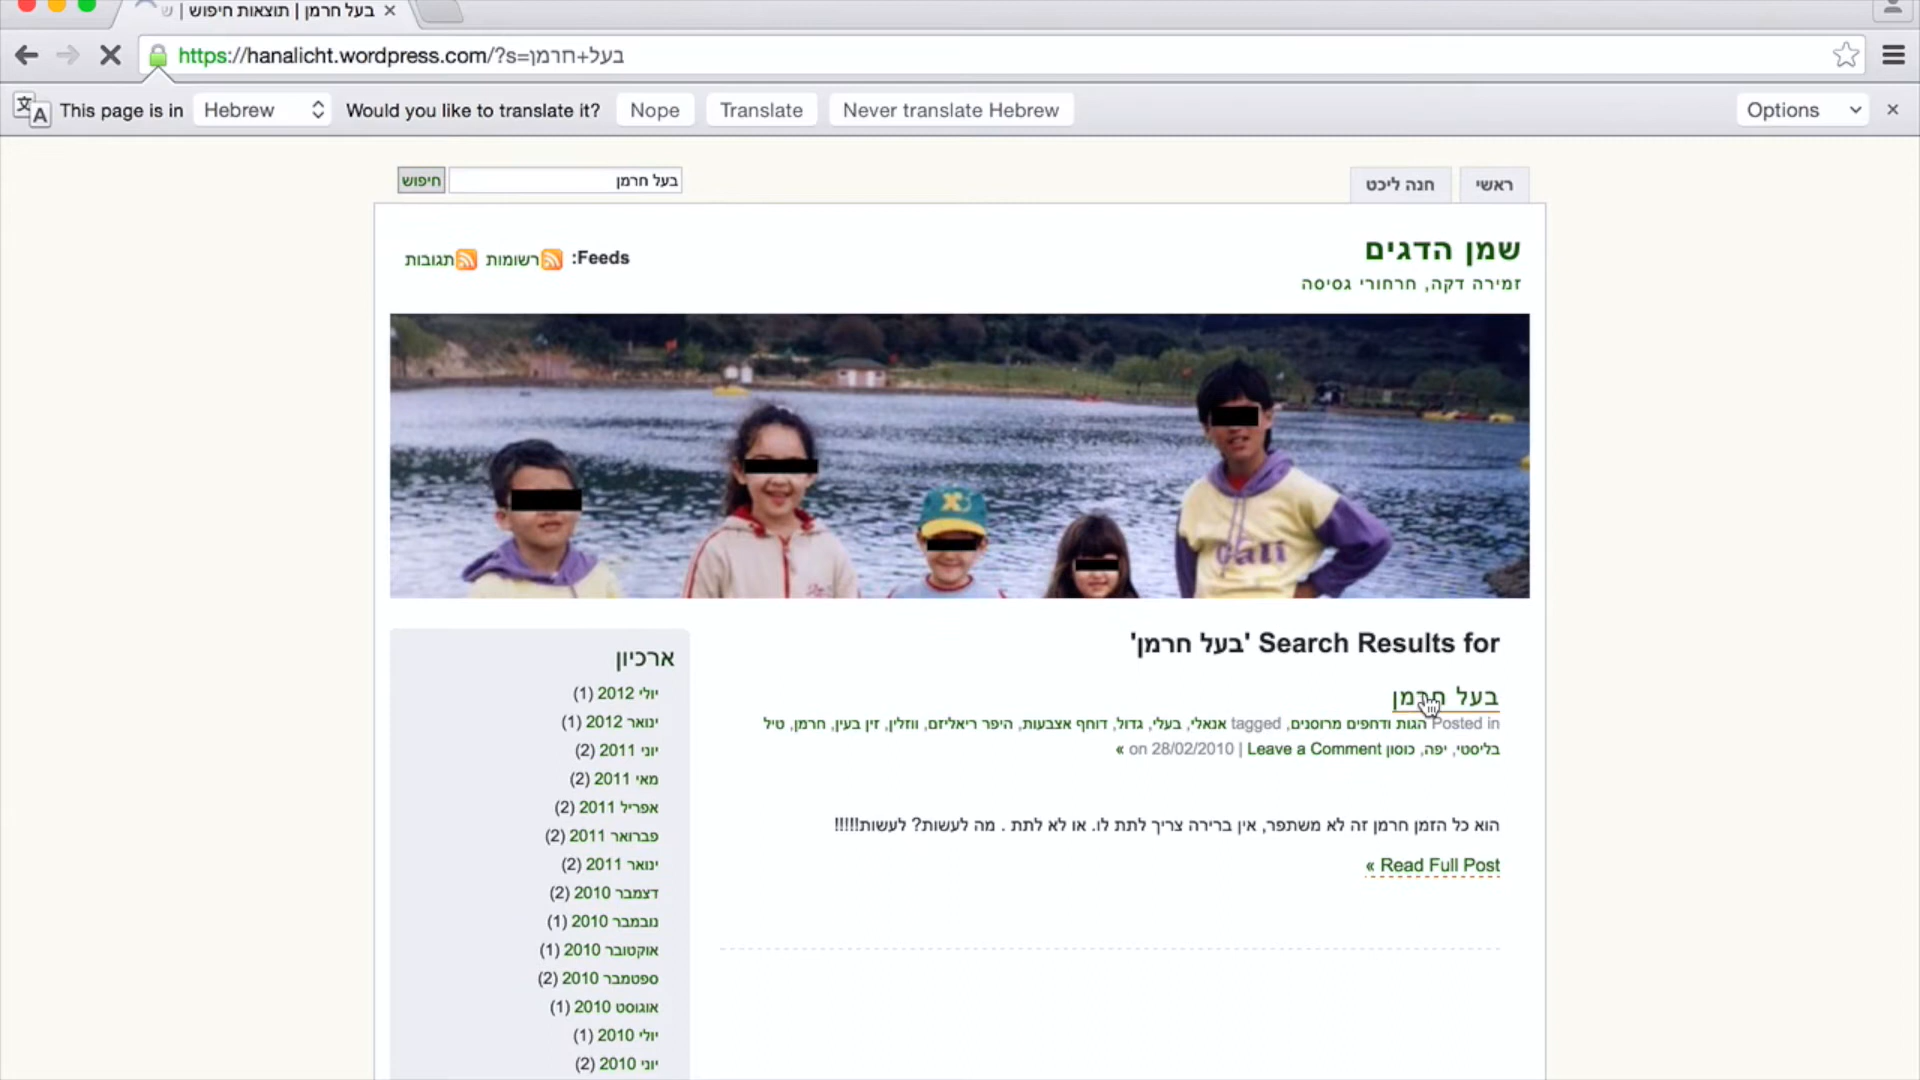 בעל חרמן | תוצאות חיפוש | ש
https://hanalicht.wordpress.com/?s=בעל+חרמן
This page is in Hebrew Would you like to translate it? Nope Translate Never translate Hebrew Options
ראשי
חנה ליכט
בעל חרמן
חיפוש
שמן הדגים
זמירה דקה, חרחורי גסיסה
Feeds: רשומות תגובות
cali
Search Results for 'בעל חרמן'
בעל חרמן
Posted in הגות ודחפים מרוסנים, tagged אנאלי, בעלי, גדול, דוחף אצבעות, היפר ריאליזם, ווזלין, זין בעין, חרמן, טיל
בליסטי, יפה, כוסון on 28/02/2010 | Leave a Comment »
הוא כל הזמן חרמן זה לא משתפר, אין ברירה צריך לתת לו. או לא לתת . מה לעשות? לעשות!!!!!
Read Full Post »
ארכיון
יולי 2012 (1)
ינואר 2012 (1)
יוני 2011 (2)
מאי 2011 (2)
אפריל 2011 (2)
פברואר 2011 (2)
ינואר 2011 (2)
דצמבר 2010 (2)
נובמבר 2010 (1)
אוקטובר 2010 (1)
ספטמבר 2010 (2)
אוגוסט 2010 (1)
יולי 2010 (1)
יוני 2010 (2)